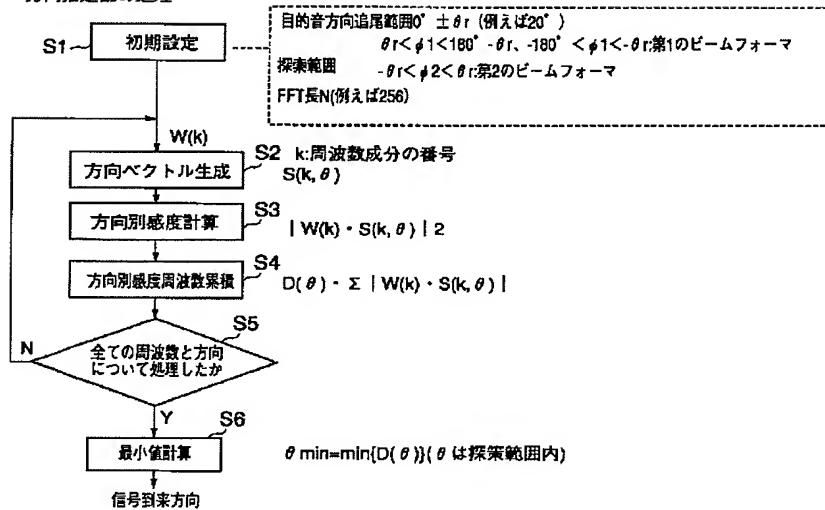 S1
初期設定
目的音方向追尾範囲0° ±θr (例えば20°)
θr<φ1<180° -θr、-180° <φ1<-θr:第1のビームフォーマ
探索範囲 -θr<φ2<θr:第2のビームフォーマ
FFT長N(例えば256)
W(k)
S2 k:周波数成分の番号
方向ベクトル生成 S(k, θ)
S3
方向別感度計算 | W(k)・S(k, θ) | 2
S4
方向別感度周波数累積 D(θ)・Σ | W(k)・S(k, θ) |
S5
N
全ての周波数と方向
について処理したか
Y
S6
最小値計算 θ min=min{D(θ)}(θ は探索範囲内)
信号到来方向